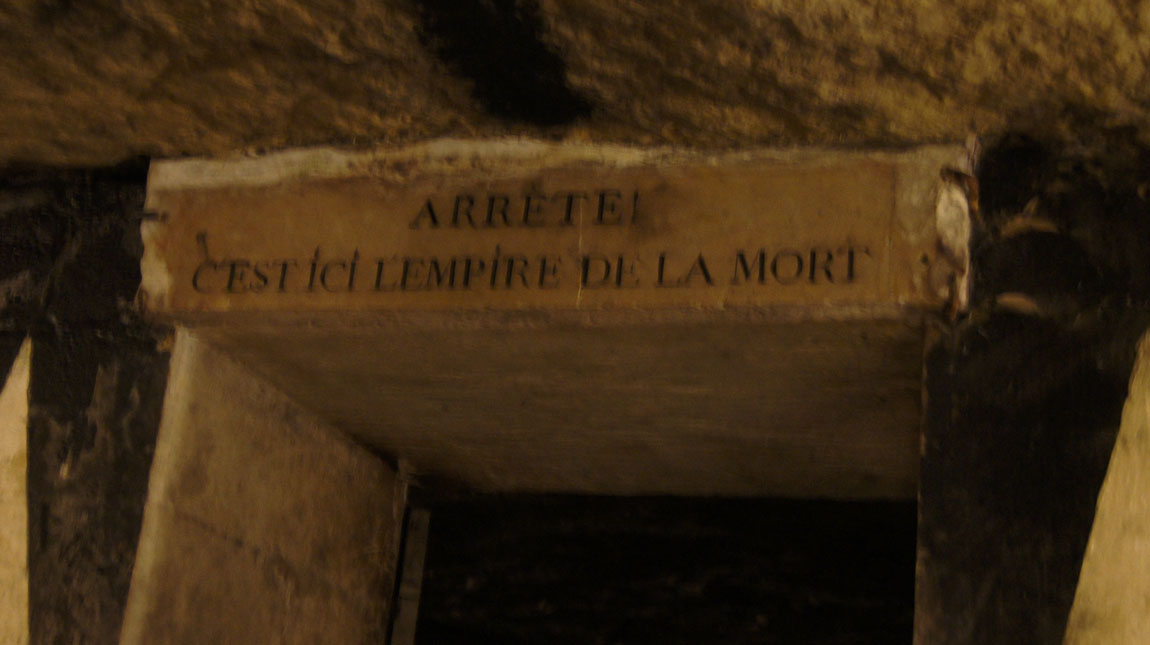 ARRÊTE!
C'EST iCi L'EMPiRE DE LA MORT